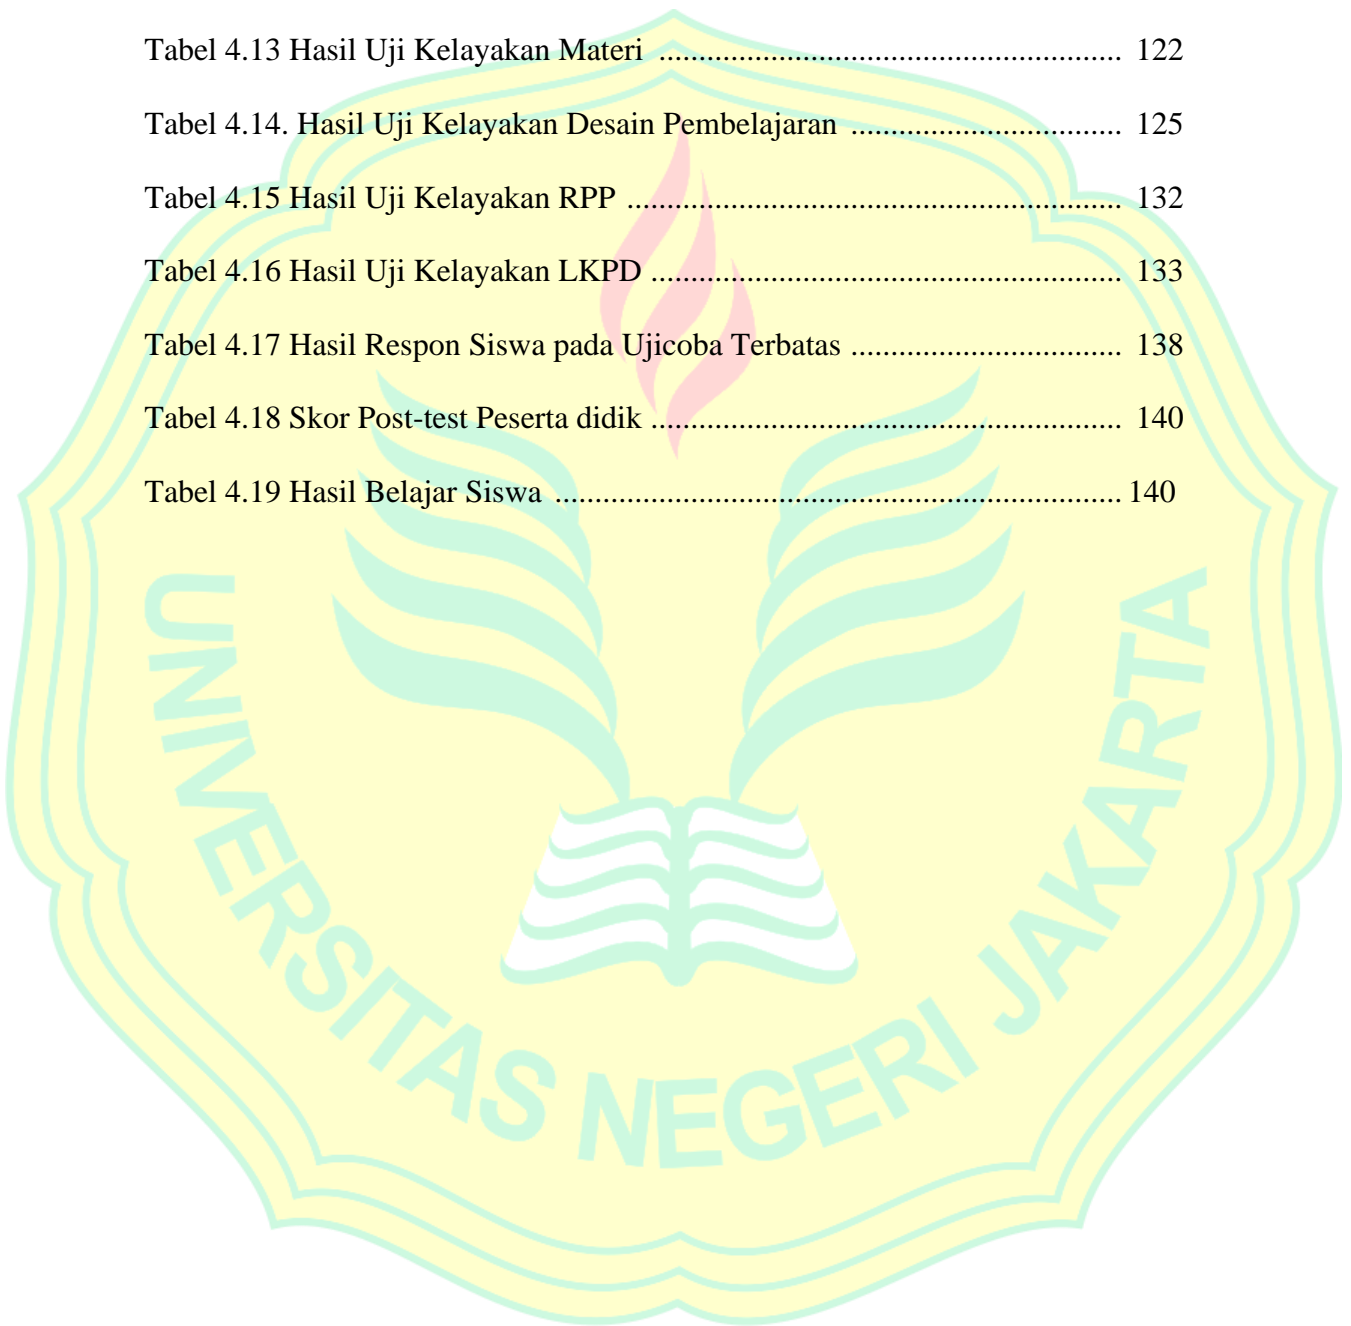 Tabel 4.13 Hasil Uji Kelayakan Materi ........................................................ 122
Tabel 4.14. Hasil Uji Kelayakan Desain Pembelajaran ................................. 125
Tabel 4.15 Hasil Uji Kelayakan RPP ............................................................ 132
Tabel 4.16 Hasil Uji Kelayakan LKPD ......................................................... 133
Tabel 4.17 Hasil Respon Siswa pada Ujicoba Terbatas ................................. 138
Tabel 4.18 Skor Post-test Peserta didik ......................................................... 140
Tabel 4.19 Hasil Belajar Siswa ..................................................................... 140
UNIVERSITAS NEGERI JAKARTA